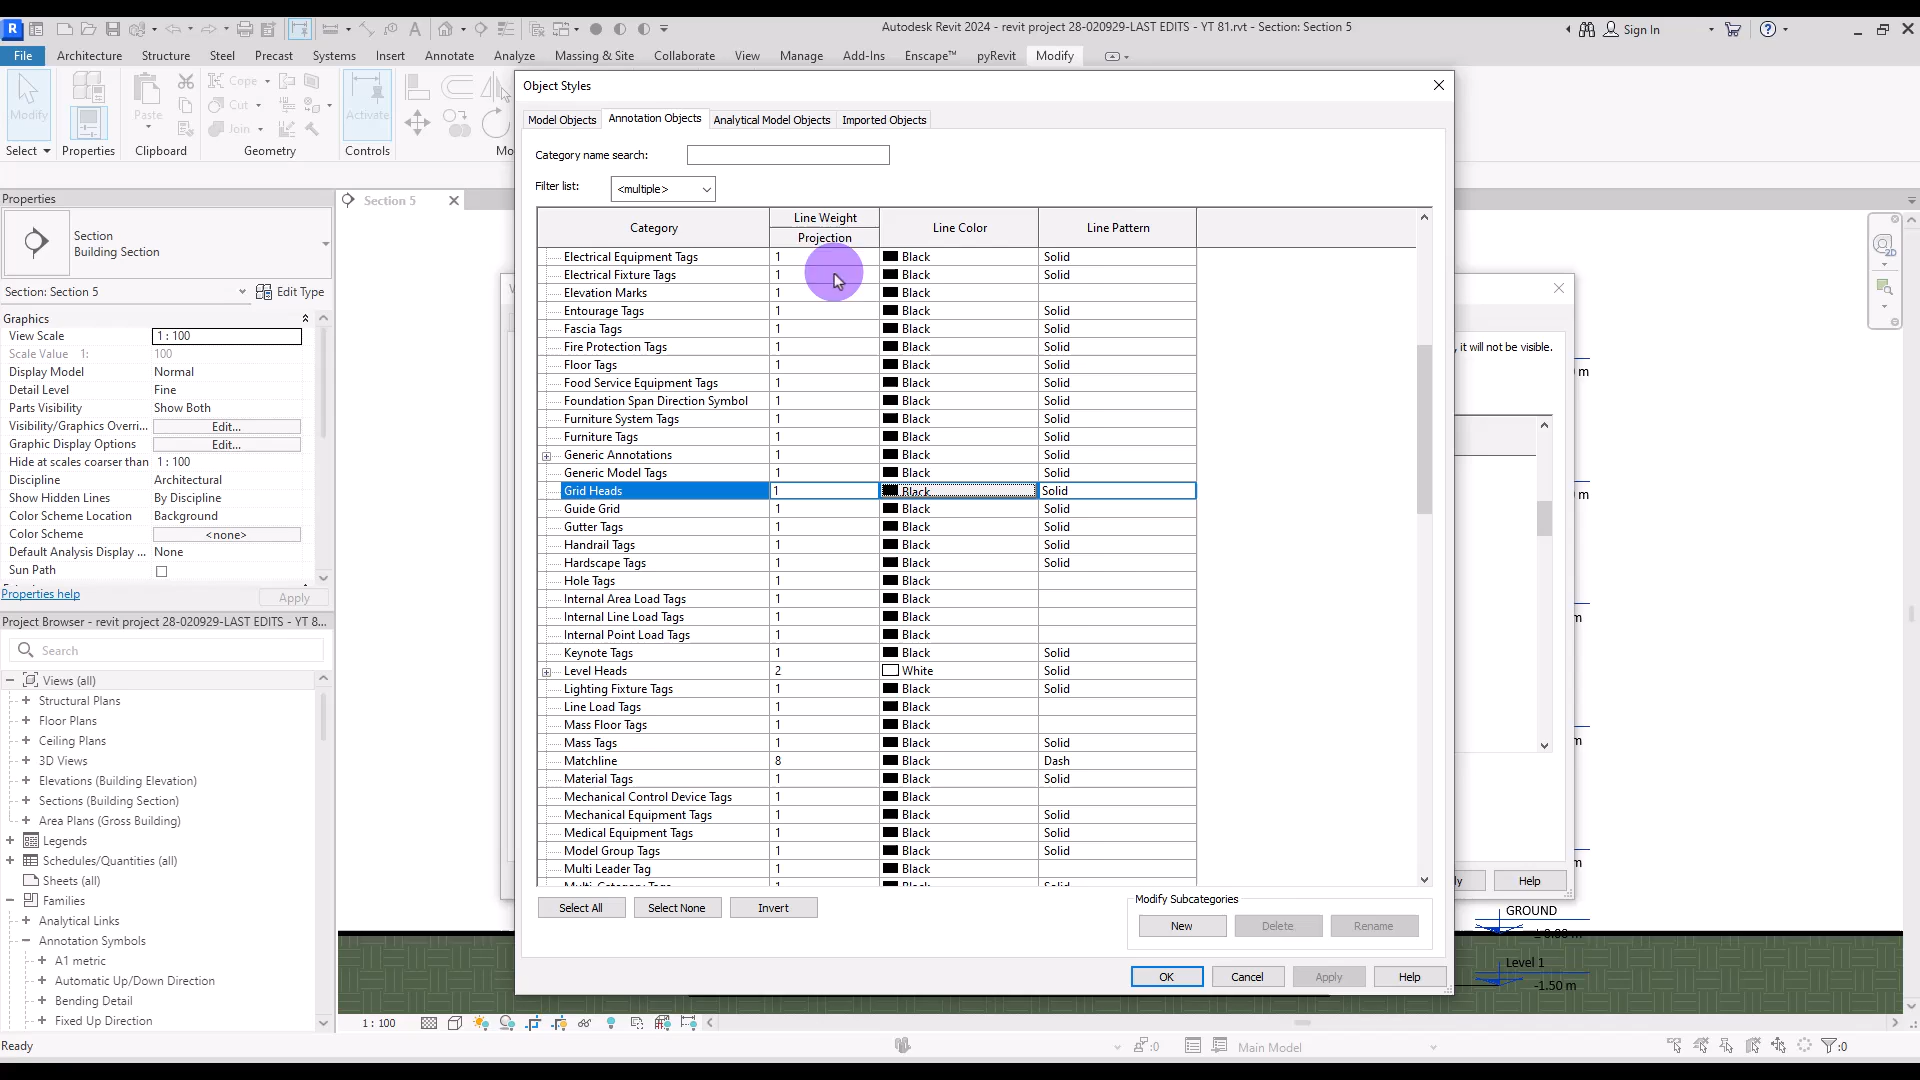 Autodesk Revit 2024 - revit project 28-020929-LAST EDITS - YT 81.rvt - Section: Section 5
Sign In
File Architecture Structure Steel Precast Systems Insert Annotate Analyze Massing & Site Collaborate View Manage Add-Ins Enscape™ pyRevit Modify
Modify
Paste
Cope
Cut
Join
Activate
Select Properties Clipboard Geometry Controls Mo
Properties
Section
Building Section
Section: Section 5
Edit Type
Graphics
View Scale 1 : 100
Scale Value 1: 100
Display Model Normal
Detail Level Fine
Parts Visibility Show Both
Visibility/Graphics Overri... Edit...
Graphic Display Options Edit...
Hide at scales coarser than 1 : 100
Discipline Architectural
Show Hidden Lines By Discipline
Color Scheme Location Background
Color Scheme <none>
Default Analysis Display ... None
Sun Path
Properties help
Apply
Project Browser - revit project 28-020929-LAST EDITS - YT 8...
Search
Views (all)
Structural Plans
Floor Plans
Ceiling Plans
3D Views
Elevations (Building Elevation)
Sections (Building Section)
Area Plans (Gross Building)
Legends
Schedules/Quantities (all)
Sheets (all)
Families
Analytical Links
Annotation Symbols
A1 metric
Automatic Up/Down Direction
Bending Detail
Fixed Up Direction
Section 5
Object Styles
Model Objects Annotation Objects Analytical Model Objects Imported Objects
Category name search:
Filter list: <multiple>
Category Line Weight Line Color Line Pattern
Projection
Electrical Equipment Tags 1 Black Solid
Electrical Fixture Tags 1 Black Solid
Elevation Marks 1 Black
Entourage Tags 1 Black Solid
Fascia Tags 1 Black Solid
Fire Protection Tags 1 Black Solid
Floor Tags 1 Black Solid
Food Service Equipment Tags 1 Black Solid
Foundation Span Direction Symbol 1 Black Solid
Furniture System Tags 1 Black Solid
Furniture Tags 1 Black Solid
Generic Annotations 1 Black Solid
Generic Model Tags 1 Black Solid
Grid Heads 1 Black Solid
Guide Grid 1 Black Solid
Gutter Tags 1 Black Solid
Handrail Tags 1 Black Solid
Hardscape Tags 1 Black Solid
Hole Tags 1 Black
Internal Area Load Tags 1 Black
Internal Line Load Tags 1 Black
Internal Point Load Tags 1 Black
Keynote Tags 1 Black Solid
Level Heads 2 White Solid
Lighting Fixture Tags 1 Black Solid
Line Load Tags 1 Black
Mass Floor Tags 1 Black
Mass Tags 1 Black Solid
Matchline 8 Black Dash
Material Tags 1 Black Solid
Mechanical Control Device Tags 1 Black
Mechanical Equipment Tags 1 Black Solid
Medical Equipment Tags 1 Black Solid
Model Group Tags 1 Black Solid
Multi Leader Tag 1 Black
Multi-Category Tags 1 Black Solid
Select All Select None Invert
Modify Subcategories
New Delete Rename
OK Cancel Apply Help
, it will not be visible.
m
m
m
m
m
ly Help
GROUND
± 0.00 m
Level 1
-1.50 m
2D
1 : 100
Ready
:0
Main Model
:0